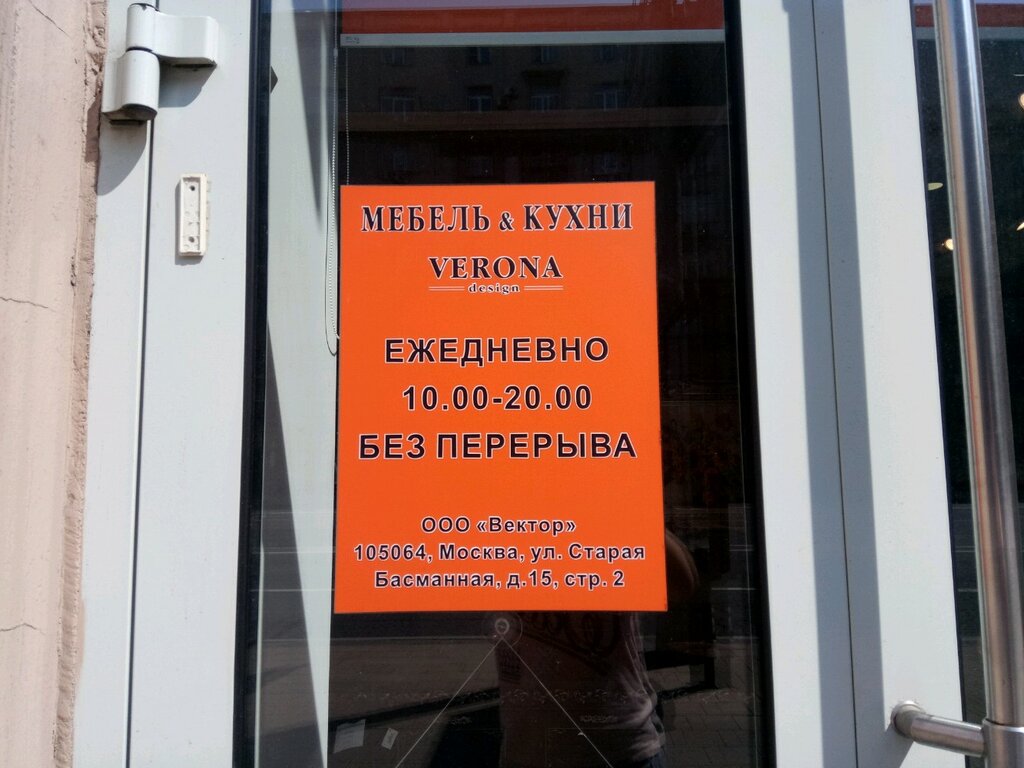 МЕБЕЛЬ & КУХНИ
VERONA
design
ЕЖЕДНЕВНО
10.00-20.00
БЕЗ ПЕРЕРЫВА
ООО «Вектор»
105064, Москва, ул. Старая
Басманная, д.15, стр. 2